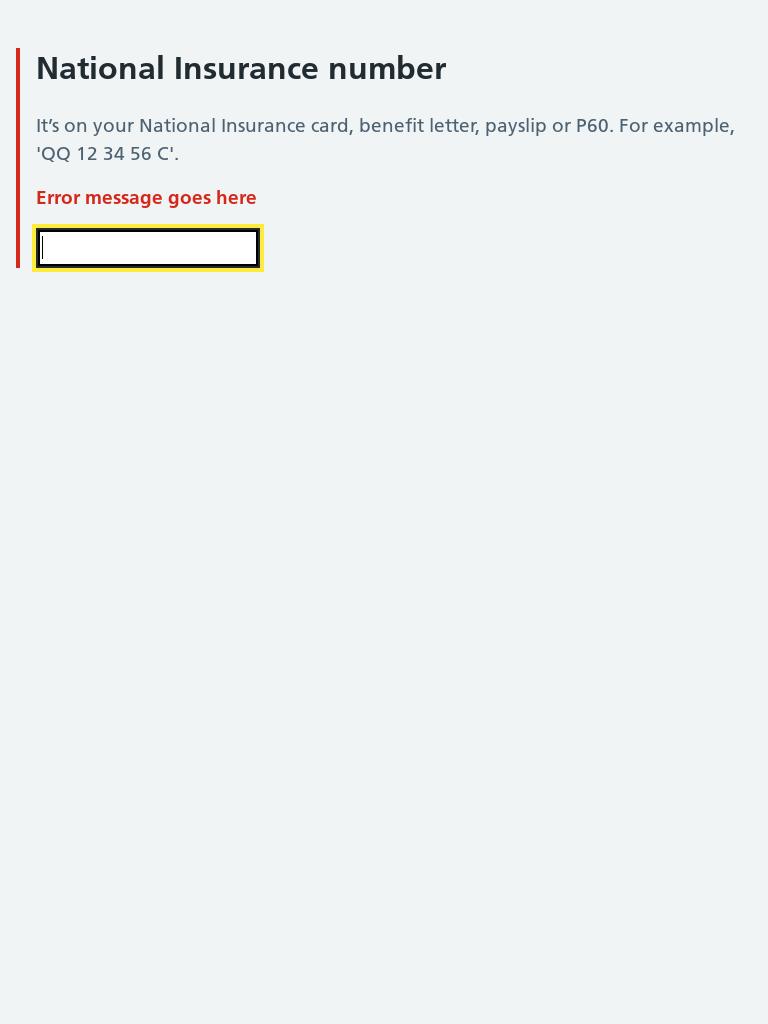 National Insurance number
It’s on your National Insurance card, benefit letter, payslip or P60. For example,
'QQ 12 34 56 C'.
Error message goes here